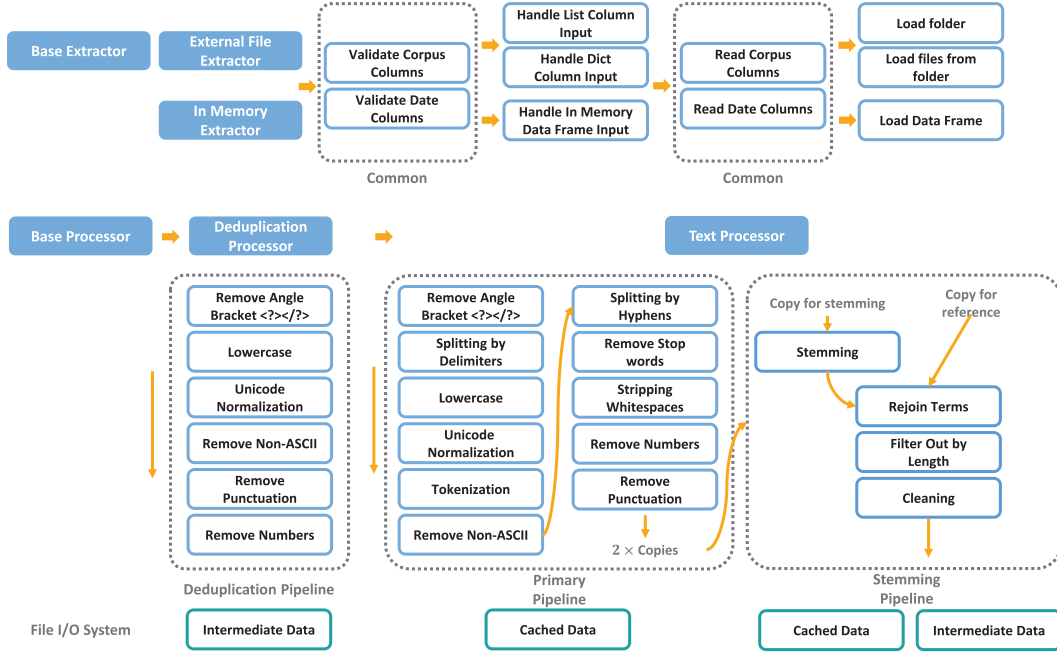 Base Extractor
External File
Extractor
In Memory
Extractor
Validate Corpus
Columns
Validate Date
Columns
Common
Handle List Column
Input
Handle Dict
Column Input
Handle In Memory
Data Frame Input
Read Corpus
Columns
Read Date Columns
Common
Load folder
Load files from
folder
Load Data Frame
Base Processor
Deduplication
Processor
Text Processor
Remove Angle
Bracket <?></?>
Lowercase
Unicode
Normalization
Remove Non-ASCII
Remove
Punctuation
Remove Numbers
Deduplication Pipeline
Remove Angle
Bracket <?></?>
Splitting by
Delimiters
Lowercase
Unicode
Normalization
Tokenization
Remove Non-ASCII
Splitting by
Hyphens
Remove Stop
words
Stripping
Whitespaces
Remove Numbers
Remove
Punctuation
2 × Copies
Primary
Pipeline
Copy for stemming
Copy for
reference
Stemming
Rejoin Terms
Filter Out by
Length
Cleaning
Stemming
Pipeline
File I/O System
Intermediate Data
Cached Data
Cached Data
Intermediate Data